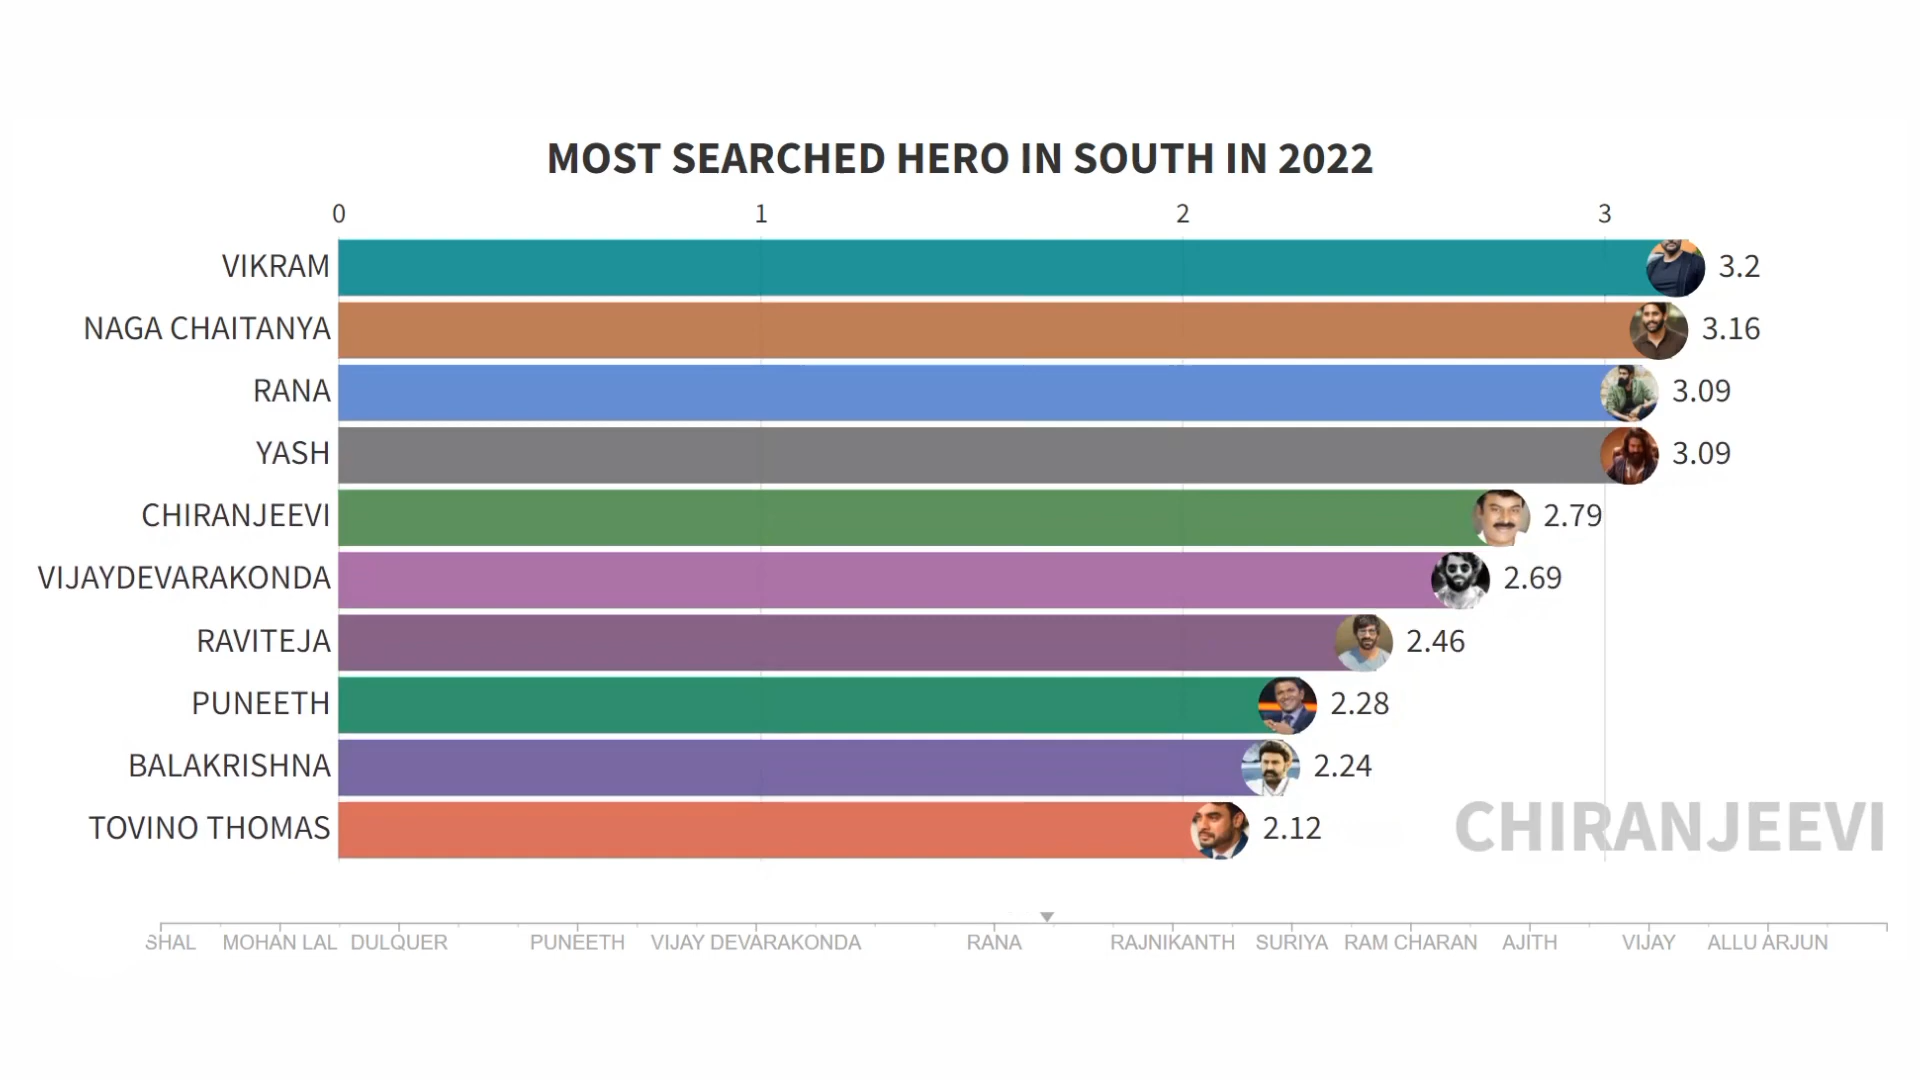 MOST SEARCHED HERO IN SOUTH IN 2022
0 1 2 3
VIKRAM 3.2
NAGA CHAITANYA 3.16
RANA 3.09
YASH 3.09
CHIRANJEEVI 2.79
VIJAYDEVARAKONDA 2.69
RAVITEJA 2.46
PUNEETH 2.28
BALAKRISHNA 2.24
TOVINO THOMAS 2.12
CHIRANJEEVI
SHAL MOHAN LAL DULQUER PUNEETH VIJAY DEVARAKONDA RANA RAJNIKANTH SURIYA RAM CHARAN AJITH VIJAY ALLU ARJUN